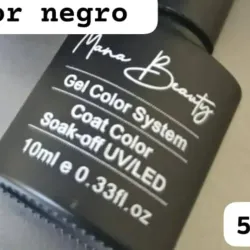 or negro
Mana Beauty
Gel Color System
Coat Color
Soak-off UV/LED
10ml e 0.33fl.oz
5